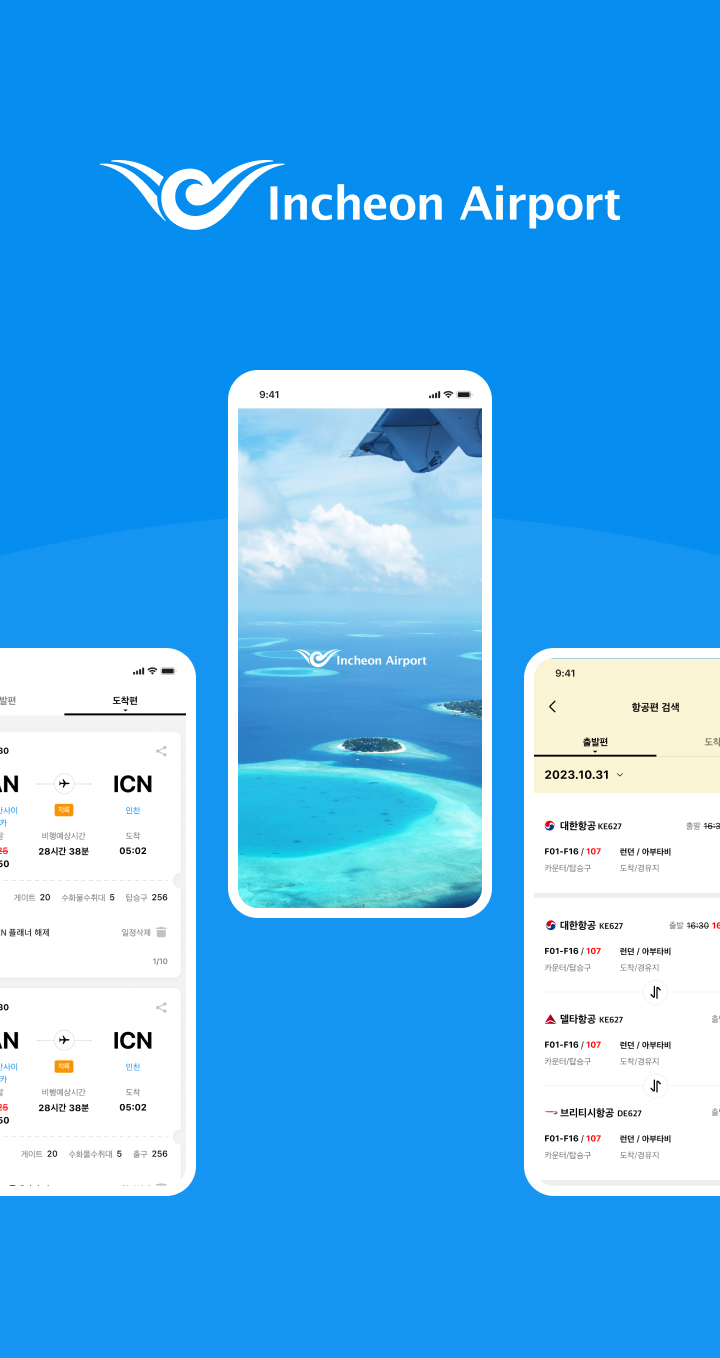 Incheon Airport
9:41
Incheon Airport
발편 도착편
30
AN ICN
착륙
간사이 인천
카
비행예상시간 도착
25 28시간 38분 05:02
50
게이트 20 수화물수취대 5 탑승구 256
N 플래너 해제 일정삭제
1/10
30
AN ICN
착륙
간사이 인천
카
비행예상시간 도착
25 28시간 38분 05:02
50
게이트 20 수화물수취대 5 출구 256
9:41
항공편 검색
출발편 도착
2023.10.31
대한항공 KE627 출발 16:3
F01-F16 / 107 런던 / 아부타비
카운터/탑승구 도착/경유지
대한항공 KE627 출발 16:30 16
F01-F16 / 107 런던 / 아부타비
카운터/탑승구 도착/경유지
델타항공 KE627 출
F01-F16 / 107 런던 / 아부타비
카운터/탑승구 도착/경유지
브리티시항공 DE627 출
F01-F16 / 107 런던 / 아부타비
카운터/탑승구 도착/경유지